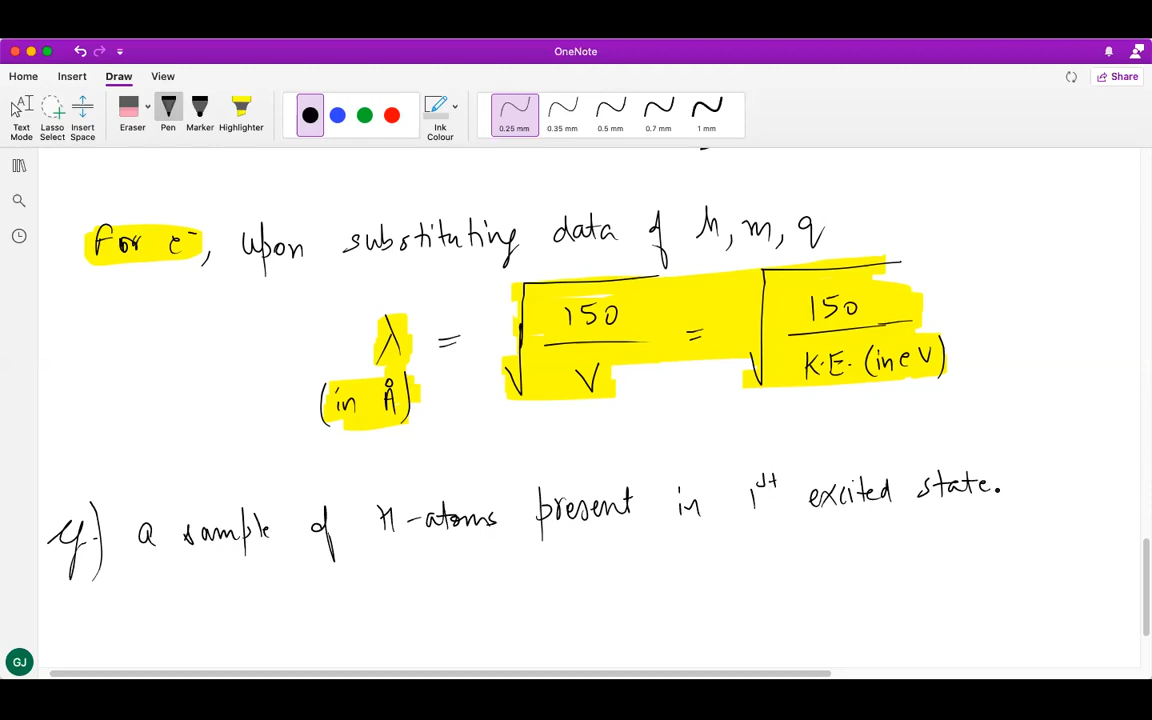 OneNote
Home Insert Draw View
Share
A
Text Mode
Lasso Select
Insert Space
Eraser
Pen
Marker
Highlighter
Ink Colour
0.25 mm
0.35 mm
0.5 mm
0.7 mm
1 mm
For e⁻, upon substituting data of h, m, q
λ (in Å) = √(150/V) = √(150/K.E. (in eV))
eg.) a sample of H-atoms present in 1st excited state.
GJ